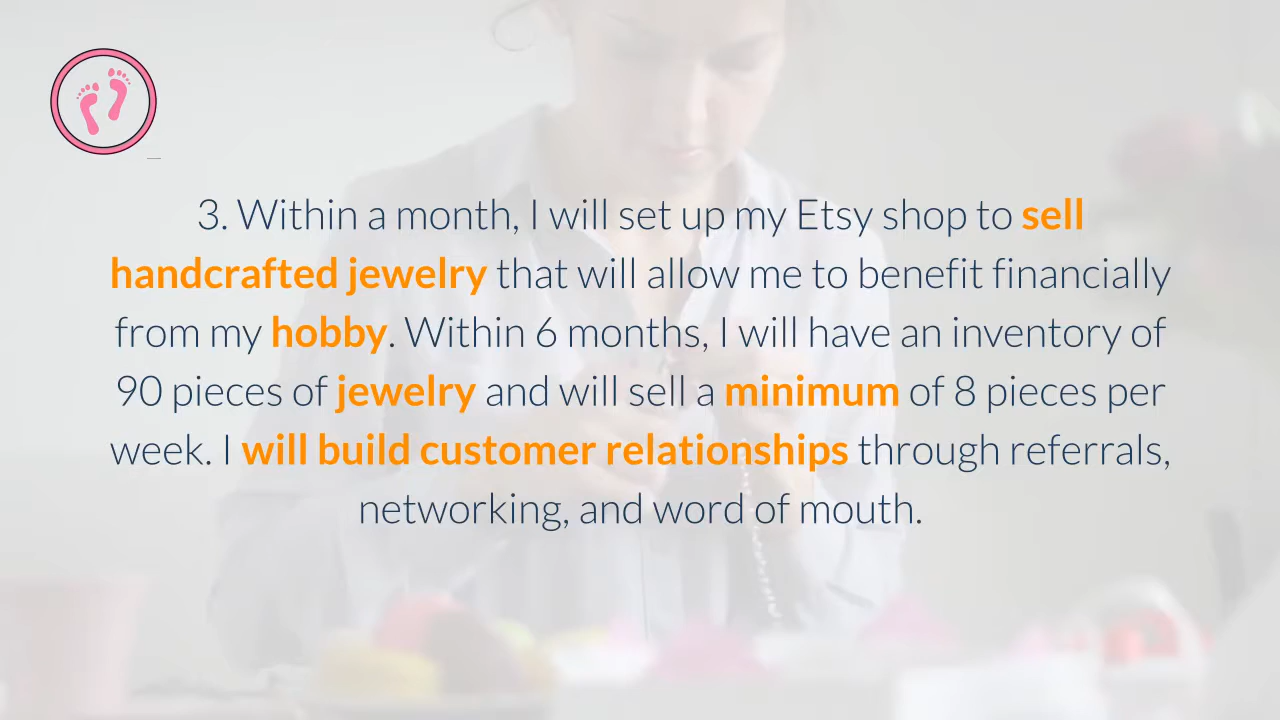 3. Within a month, I will set up my Etsy shop to sell
handcrafted jewelry that will allow me to benefit financially
from my hobby. Within 6 months, I will have an inventory of
90 pieces of jewelry and will sell a minimum of 8 pieces per
week. I will build customer relationships through referrals,
networking, and word of mouth.